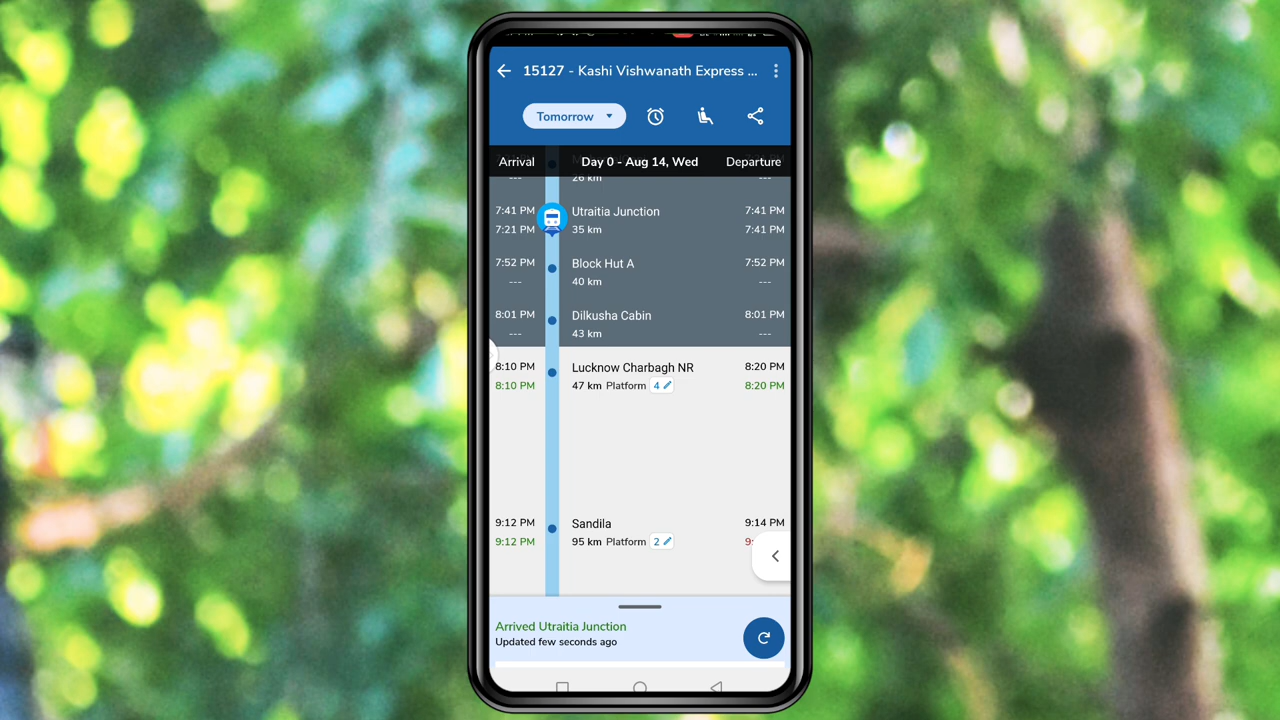 15127 - Kashi Vishwanath Express ...
Tomorrow
Arrival Day 0 - Aug 14, Wed Departure
--- 26 km ---
7:41 PM Utraitia Junction 7:41 PM
7:21 PM 35 km 7:41 PM
7:52 PM Block Hut A 7:52 PM
--- 40 km ---
8:01 PM Dilkusha Cabin 8:01 PM
--- 43 km ---
8:10 PM Lucknow Charbagh NR 8:20 PM
8:10 PM 47 km Platform 4 8:20 PM
9:12 PM Sandila 9:14 PM
9:12 PM 95 km Platform 2 9:
Arrived Utraitia Junction
Updated few seconds ago